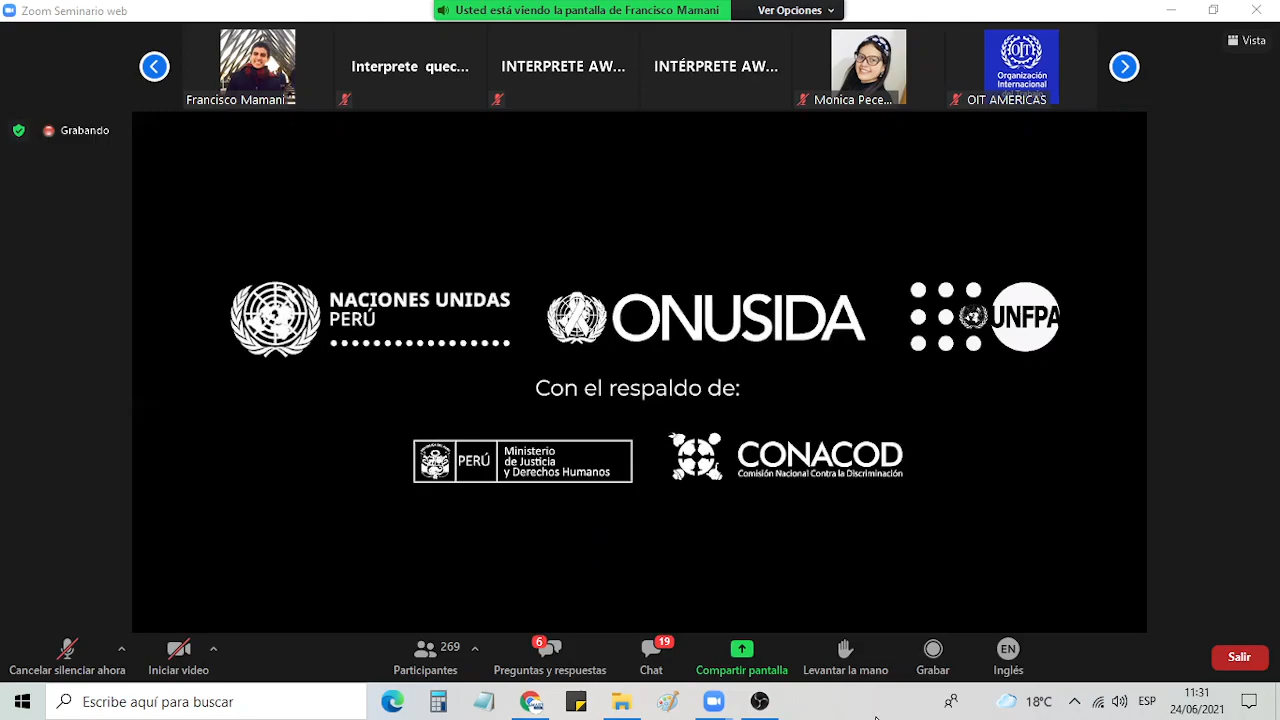 Zoom Seminario web
Usted está viendo la pantalla de Francisco Mamani
Ver Opciones
Vista
Francisco Mamani
Interprete quec...
INTERPRETE AW...
INTÉRPRETE AW...
Monica Pece...
Organización
Internacional
OIT AMERICAS
Grabando
NACIONES UNIDAS
PERÚ
ONUSIDA
UNFPA
Con el respaldo de:
PERÚ
Ministerio
de Justicia
y Derechos Humanos
CONACOD
Comisión Nacional Contra la Discriminación
Cancelar silenciar ahora
Iniciar video
269
Participantes
6
Preguntas y respuestas
19
Chat
Compartir pantalla
Levantar la mano
Grabar
EN
Inglés
Salir
Escribe aquí para buscar
18°C
ESP
11:31
24/06/2021